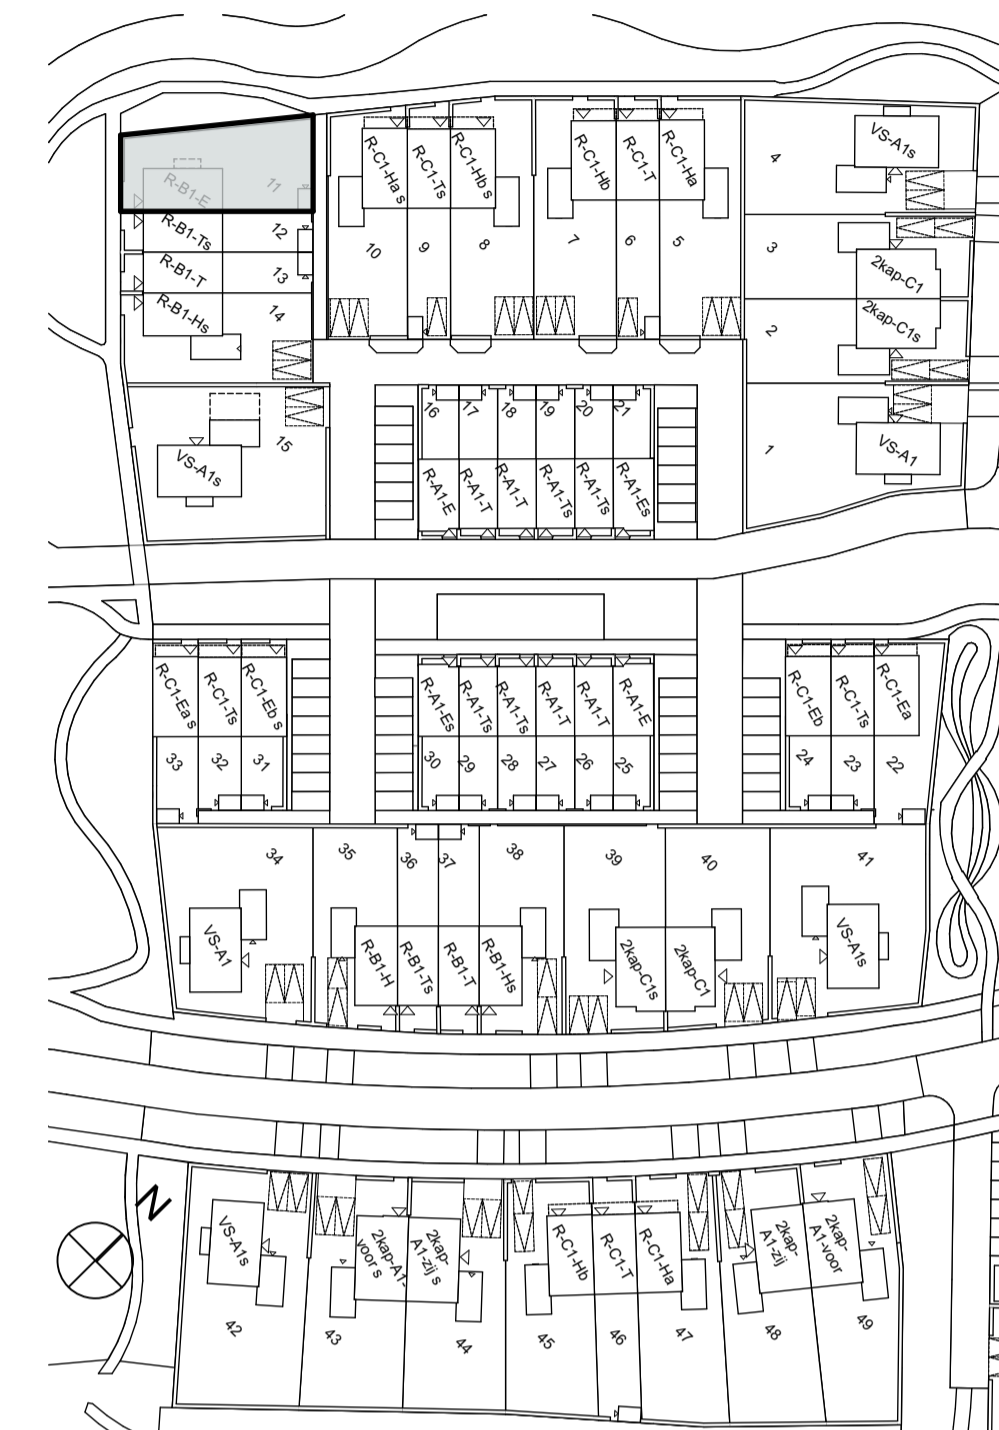 VS-A1s
4
R-C1-Ha s
R-C1-Ts
R-C1-Hb s
R-C1-Hb
R-C1-T
R-C1-Ha
R-B1-E
11
R-B1-Ts
12
R-B1-T
13
R-B1-Hs
14
10
9
8
7
6
5
3
2kap-C1
2
2kap-C1s
16
17
18
19
20
21
15
VS-A1s
1
VS-A1
R-A1-E
R-A1-T
R-A1-T
R-A1-Ts
R-A1-Ts
R-A1-Es
R-C1-Ea s
R-C1-Ts
R-C1-Eb s
R-A1-Es
R-A1-Ts
R-A1-Ts
R-A1-T
R-A1-T
R-A1-E
R-C1-Eb
R-C1-Ts
R-C1-Ea
33
32
31
30
29
28
27
26
25
24
23
22
34
35
36
37
38
39
40
41
VS-A1
R-B1-H
R-B1-Ts
R-B1-T
R-B1-Hs
2kap-C1s
2kap-C1
VS-A1s
N
VS-A1s
2kap-A1-
voor s
2kap-
A1-zij s
R-C1-Hb
R-C1-T
R-C1-Ha
2kap-
A1-zij
2kap-
A1-voor
42
43
44
45
46
47
48
49